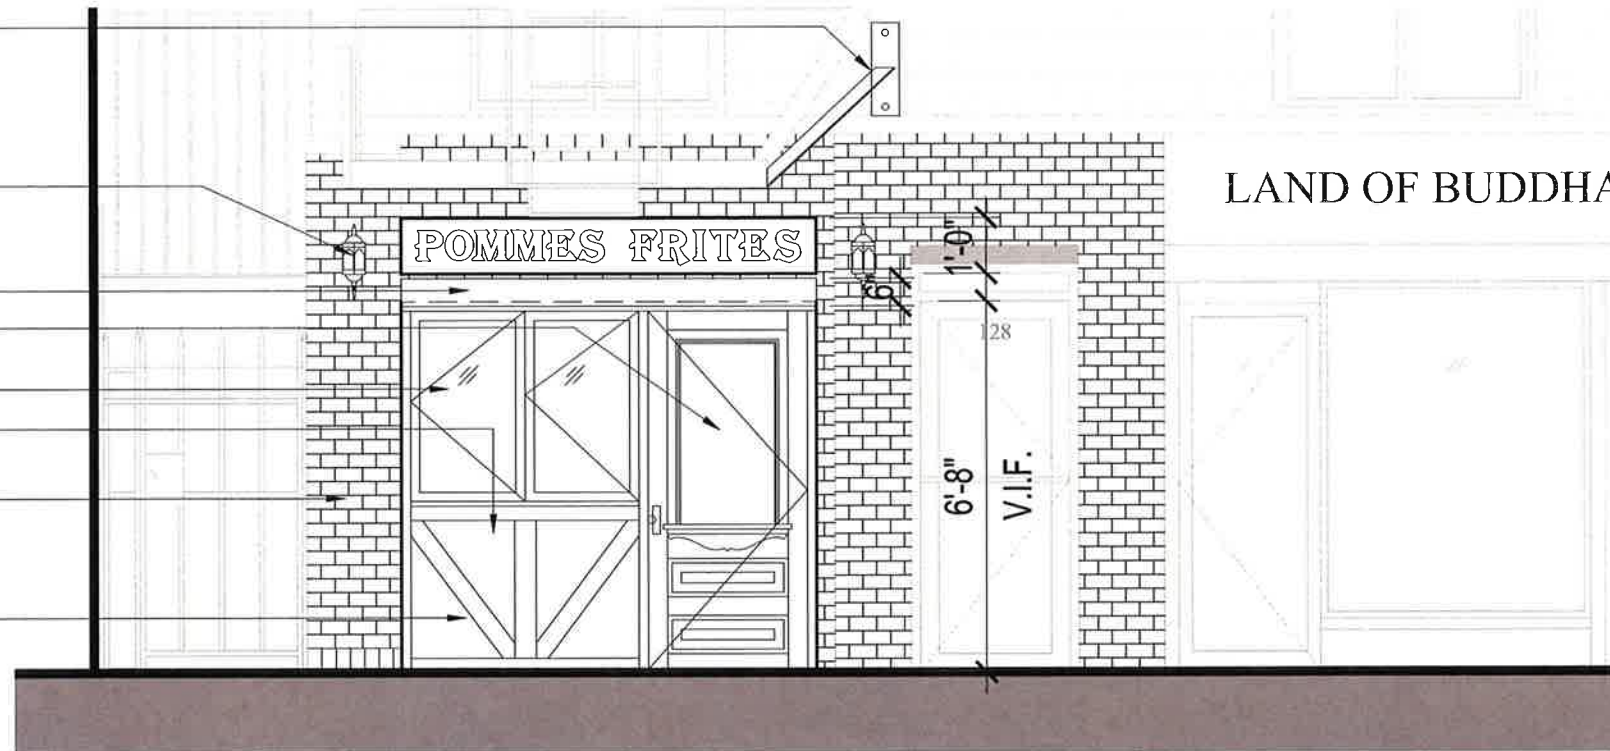 LAND OF BUDDHA
POMMES FRITES
1'-0"
6"
128
6'-8"
V.I.F.